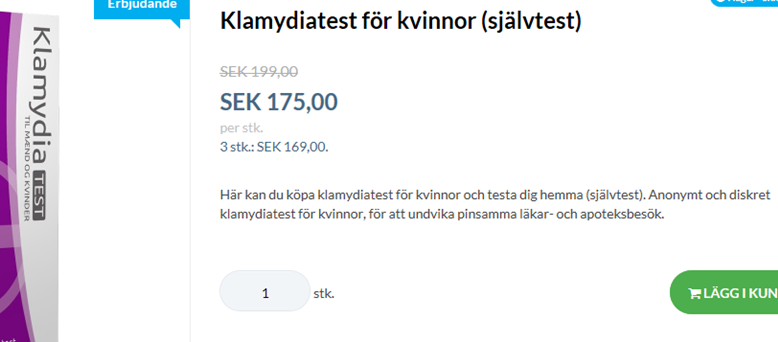 Erbjudande
Klamydiatest för kvinnor (självtest)
SEK 199,00
SEK 175,00
per stk.
3 stk.: SEK 169,00.
Här kan du köpa klamydiatest för kvinnor och testa dig hemma (självtest). Anonymt och diskret
klamydiatest för kvinnor, för att undvika pinsamma läkar- och apoteksbesök.
1 stk.
LÄGG I KUN
Klamydia
TEST
TIL MÆND OG KVINDER